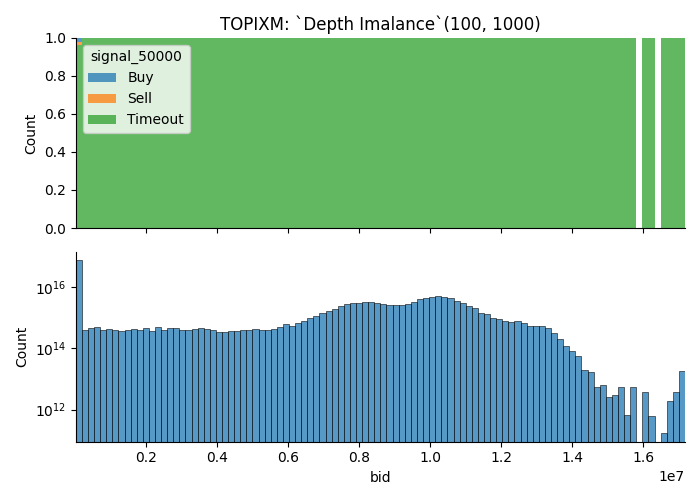 TOPIXM: `Depth Imalance`(100, 1000)
1.0
0.8
0.6
0.4
0.2
0.0
Count
signal_50000
Buy
Sell
Timeout
10^16
10^14
10^12
Count
0.2
0.4
0.6
0.8
1.0
1.2
1.4
1.6
1e7
bid